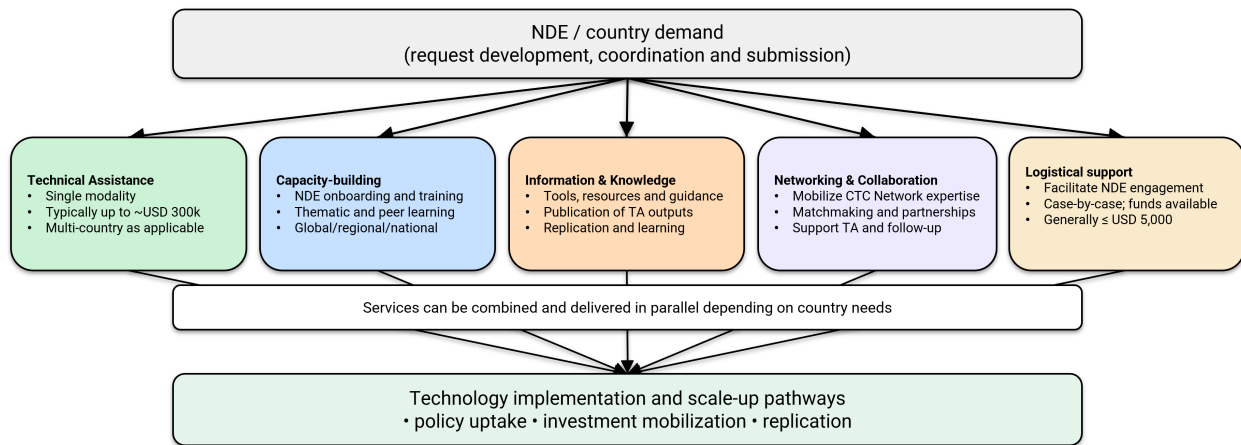 NDE / country demand
(request development, coordination and submission)
Technical Assistance
• Single modality
• Typically up to ~USD 300k
• Multi-country as applicable
Capacity-building
• NDE onboarding and training
• Thematic and peer learning
• Global/regional/national
Information & Knowledge
• Tools, resources and guidance
• Publication of TA outputs
• Replication and learning
Networking & Collaboration
• Mobilize CTC Network expertise
• Matchmaking and partnerships
• Support TA and follow-up
Logistical support
• Facilitate NDE engagement
• Case-by-case; funds available
• Generally ≤ USD 5,000
Services can be combined and delivered in parallel depending on country needs
Technology implementation and scale-up pathways
• policy uptake • investment mobilization • replication